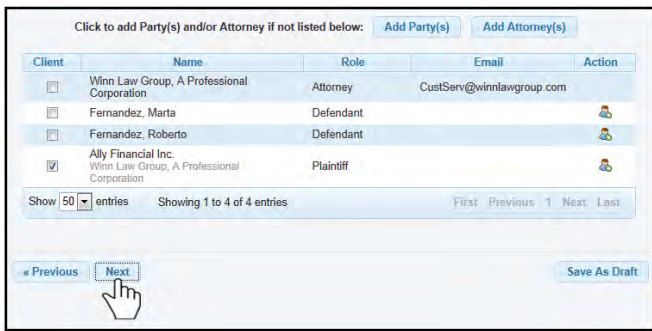 Click to add Party(s) and/or Attorney if not listed below: Add Party(s) Add Attorney(s)
Client Name Role Email Action
Winn Law Group, A Professional
Corporation
Attorney CustServ@winnlawgroup.com
Fernandez, Marta Defendant
Fernandez, Roberto Defendant
Ally Financial Inc.
Winn Law Group, A Professional
Corporation
Plaintiff
Show 50 entries Showing 1 to 4 of 4 entries First Previous 1 Next Last
« Previous Next Save As Draft